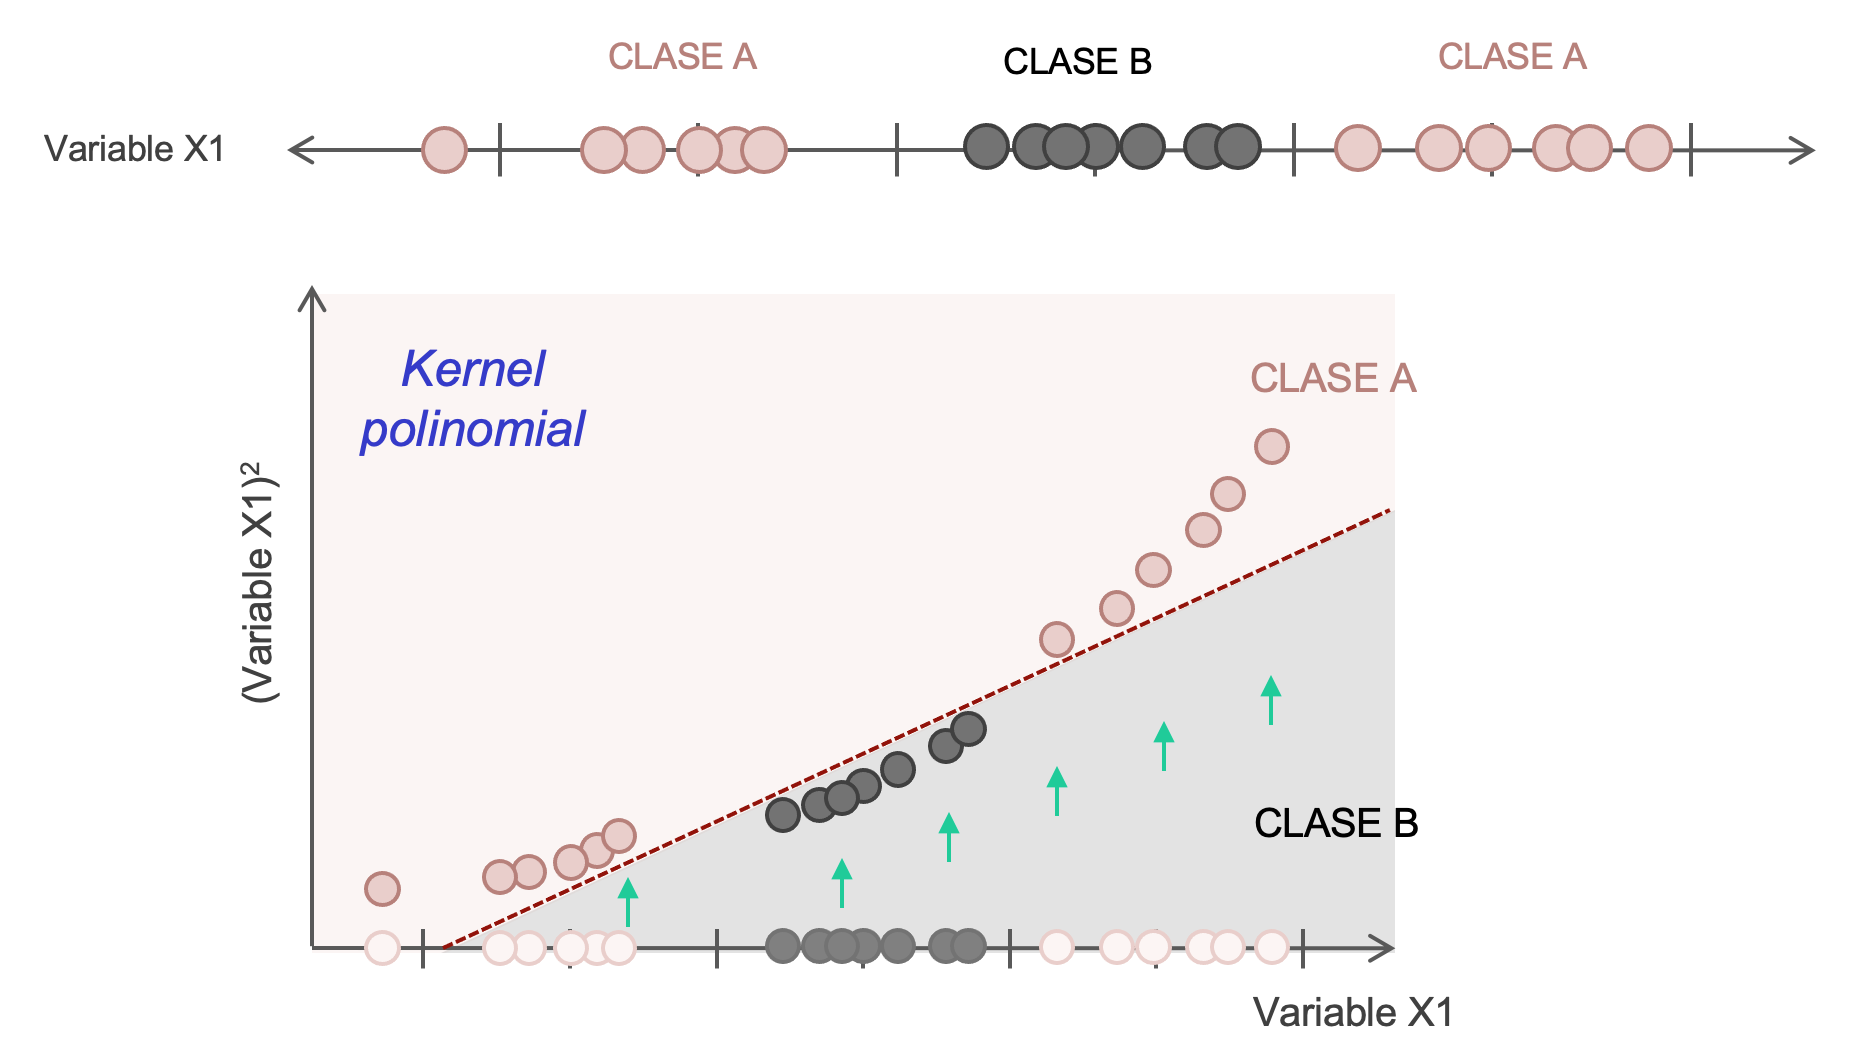 CLASE A
CLASE B
CLASE A
Variable X1
Kernel
polinomial
CLASE A
(Variable X1)²
CLASE B
Variable X1